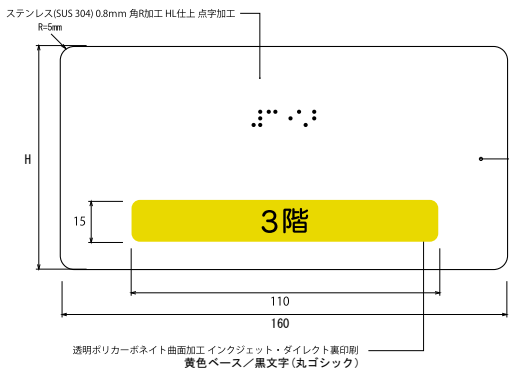 ステンレス(SUS 304) 0.8mm 角R加工 HL仕上 点字加工
R=5mm
H
15
3階
110
160
透明ポリカーボネイト曲面加工 インクジェット・ダイレクト裏印刷
黄色ベース／黒文字（丸ゴシック）